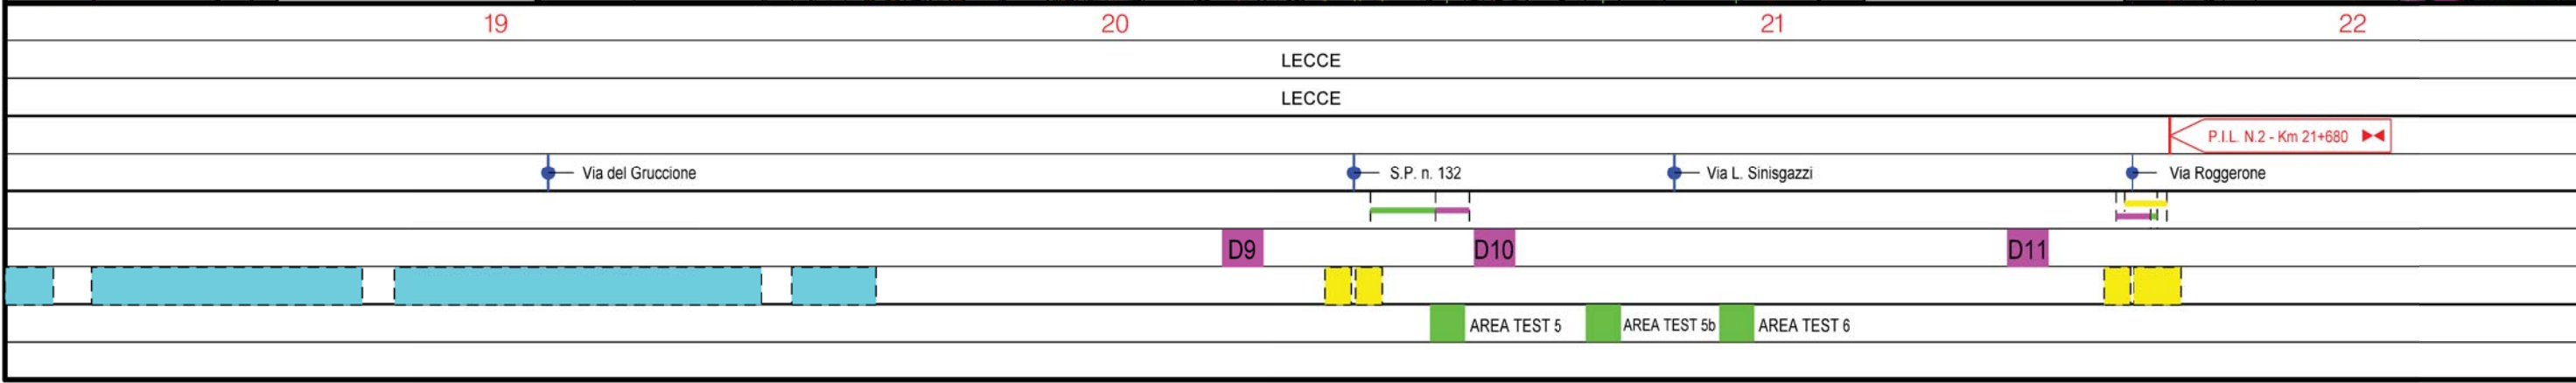 19 20 21 22
LECCE
LECCE
P.I.L. N.2 - Km 21+680
Via del Gruccione S.P. n. 132 Via L. Sinisgazzi Via Roggerone
D9 D10 D11
AREA TEST 5 AREA TEST 5b AREA TEST 6